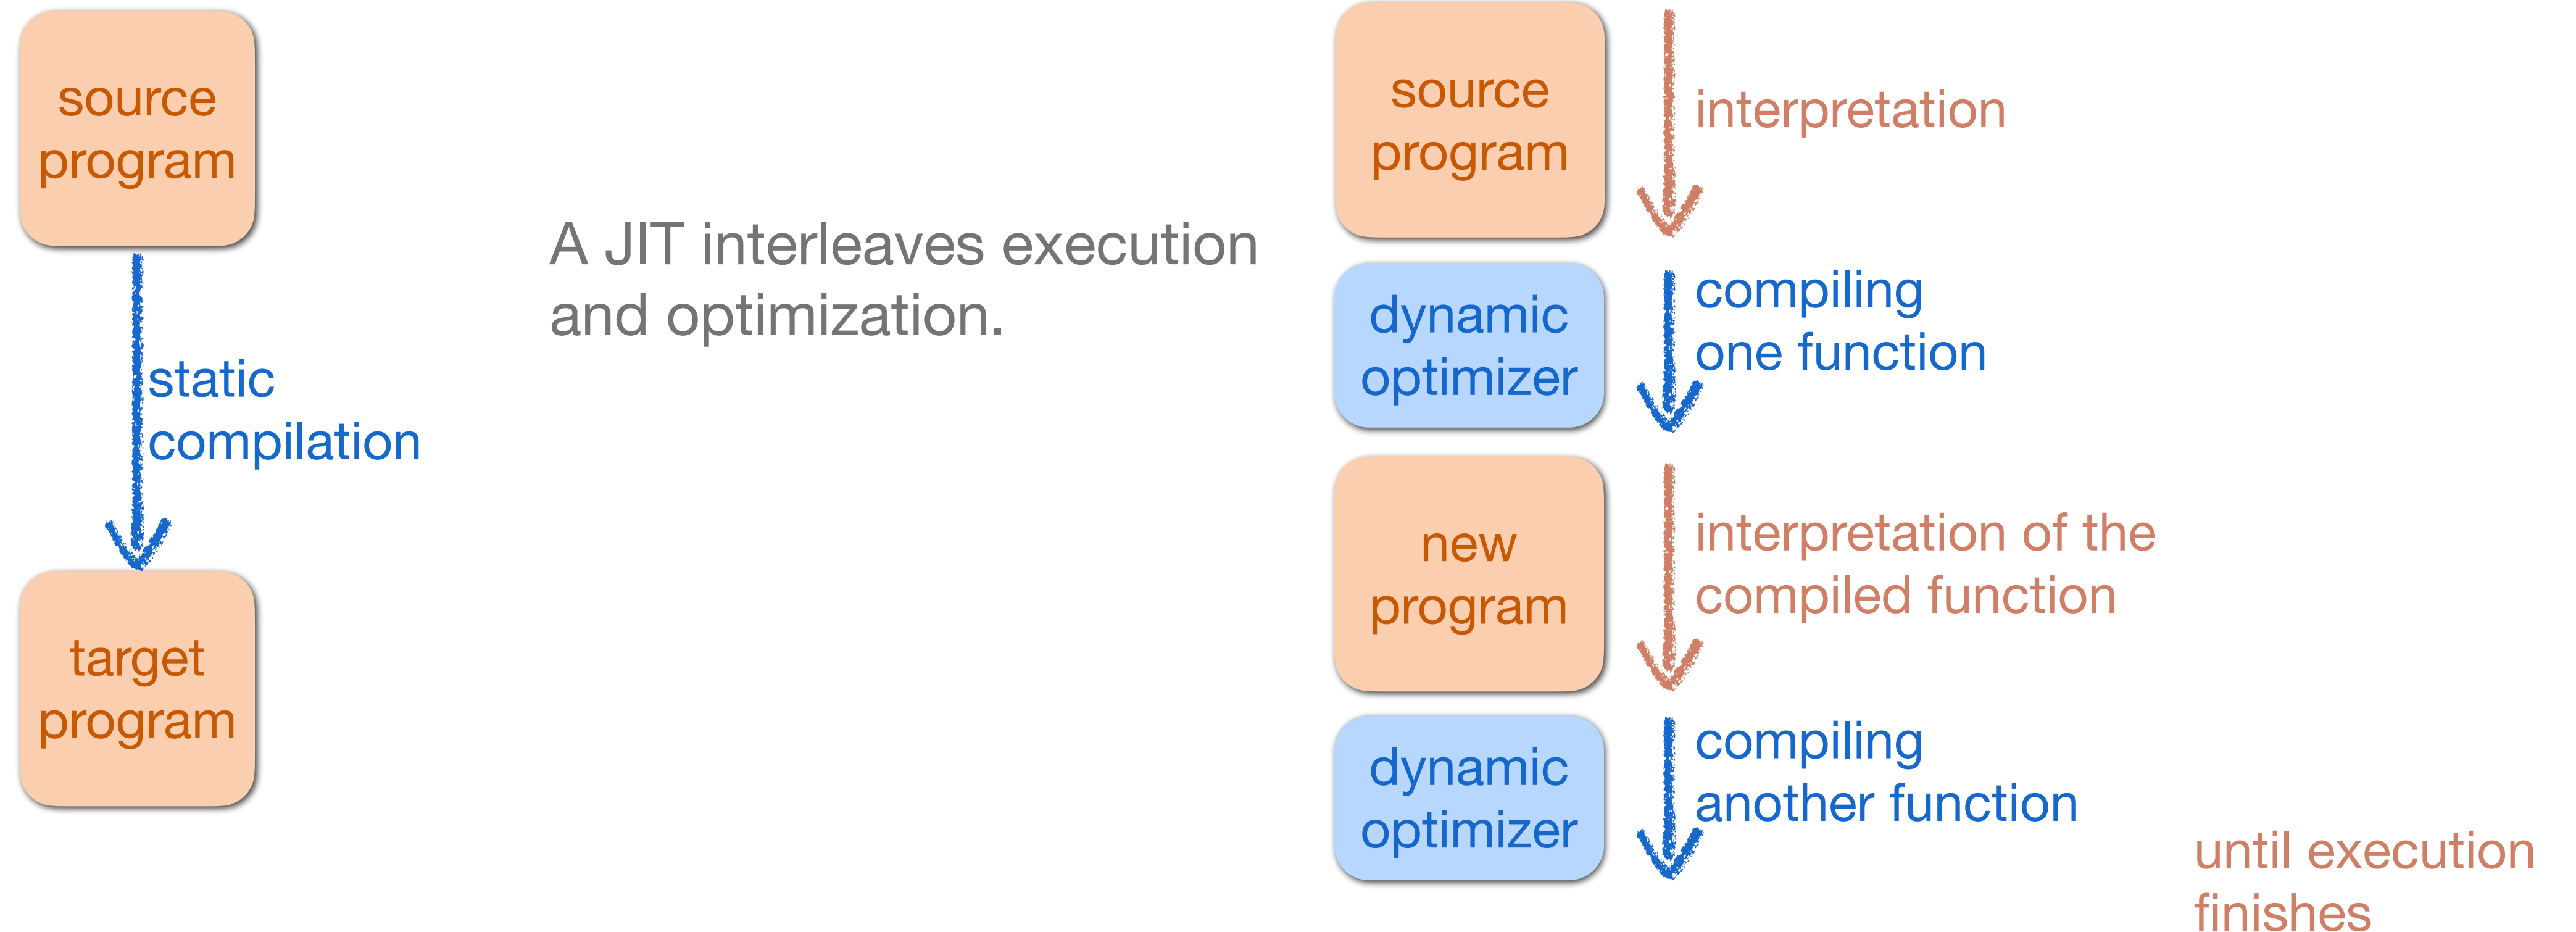 source
program
static
compilation
target
program
A JIT interleaves execution
and optimization.
source
program
interpretation
dynamic
optimizer
compiling
one function
new
program
interpretation of the
compiled function
dynamic
optimizer
compiling
another function
until execution
finishes